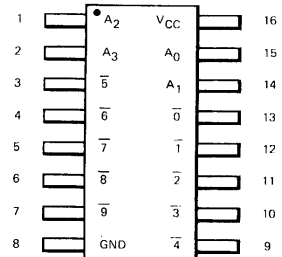 1 A₂ V_CC 16
2 A₃ A₀ 15
3 5̅ A₁ 14
4 6̅ 0̅ 13
5 7̅ 1̅ 12
6 8̅ 2̅ 11
7 9̅ 3̅ 10
8 GND 4̅ 9